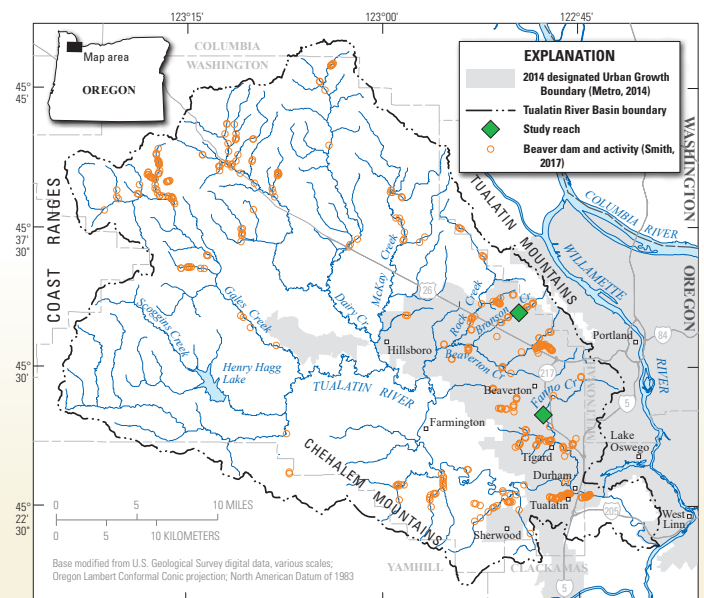 123°15'
123°00'
122°45'
COLUMBIA
WASHINGTON
Map area
OREGON
EXPLANATION
2014 designated Urban Growth
Boundary (Metro, 2014)
Tualatin River Basin boundary
Study reach
Beaver dam and activity (Smith,
2017)
45°
45'
45°
37'
30"
45°
30'
45°
22'
30"
COAST RANGES
TUALATIN MOUNTAINS
WASHINGTON
OREGON
COLUMBIA RIVER
WILLAMETTE
RIVER
McKay Creek
Dairy Cr
Rock Creek
Bronson Cr
Beaverton Cr
Gales Creek
Scoggins Creek
Henry Hagg
Lake
TUALATIN RIVER
Fanno Cr
26
217
84
5
205
5
Hillsboro
Portland
Beaverton
Farmington
Lake
Oswego
Tigard
Durham
Tualatin
West
Linn
Sherwood
CHEHALEM MOUNTAINS
YAMHILL
CLACKAMAS
0 5 10 MILES
0 5 10 KILOMETERS
Base modified from U.S. Geological Survey digital data, various scales;
Oregon Lambert Conformal Conic projection; North American Datum of 1983